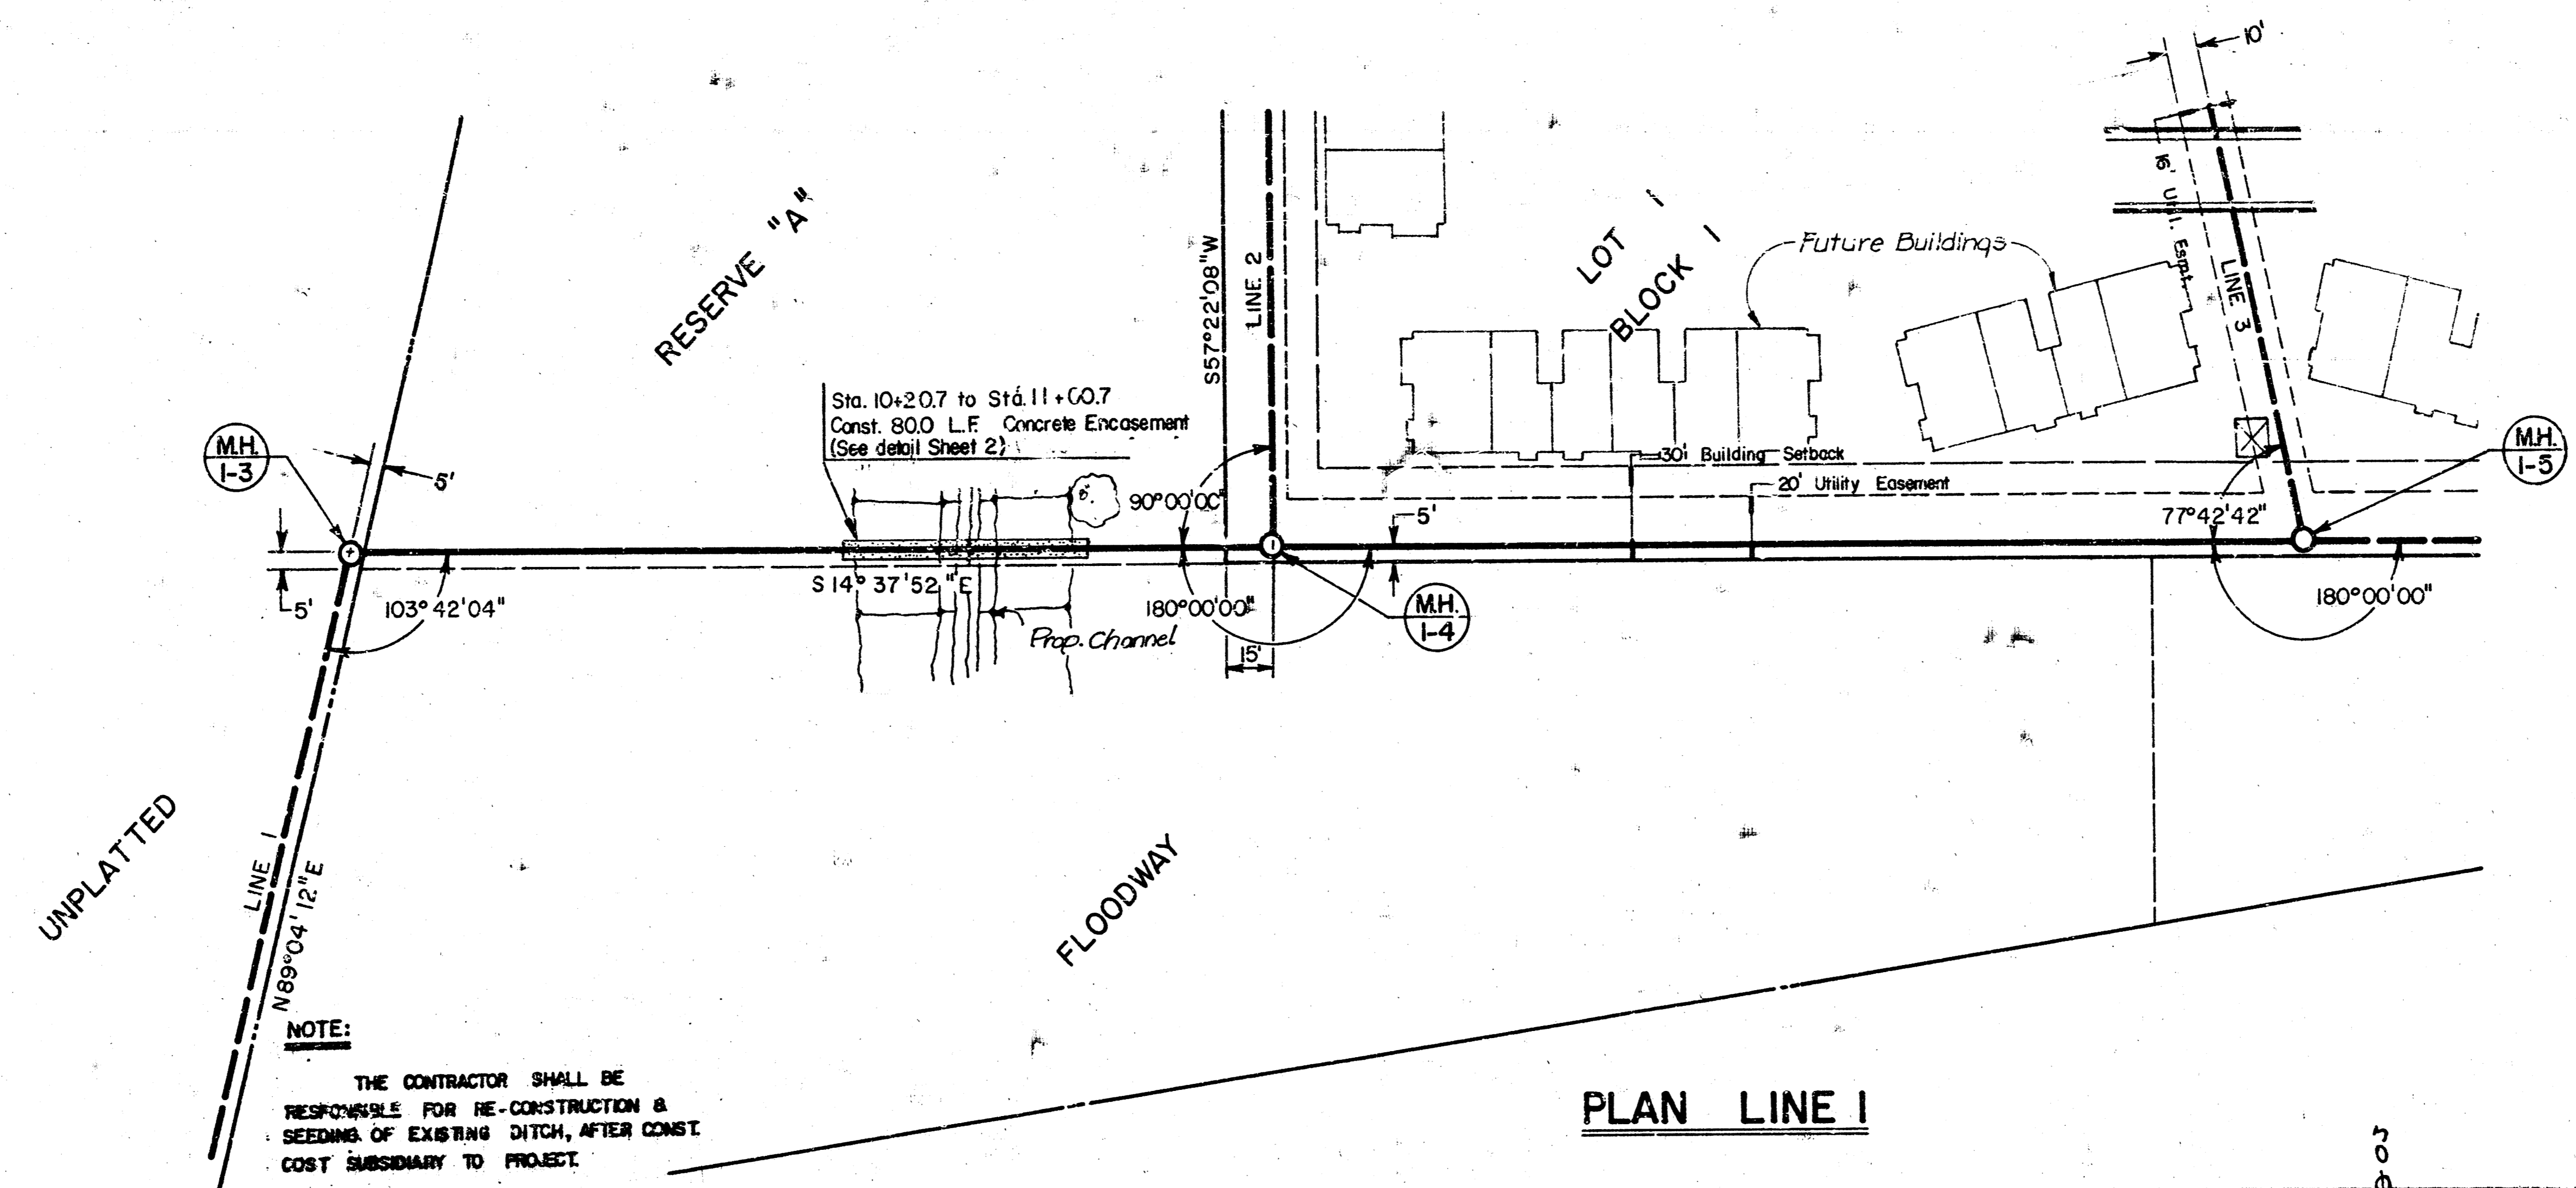 10'
16' Util. Esmt.
LINE 3
RESERVE "A"
S57°22'08"W
LINE 2
LOT 1
BLOCK 1
Future Buildings
Sta. 10+20.7 to Sta. 11+00.7
Const. 80.0 L.F. Concrete Encasement
(See detail Sheet 2)
M.H.
1-3
5'
8"
90°00'00"
30' Building Setback
20' Utility Easement
M.H.
1-5
77°42'42"
5'
5'
103°42'04"
S14°37'52"E
180°00'00"
M.H.
1-4
180°00'00"
Prop. Channel
15'
UNPLATTED
LINE 1
N89°04'12"E
FLOODWAY
NOTE:
THE CONTRACTOR SHALL BE
RESPONSIBLE FOR RE-CONSTRUCTION &
SEEDING OF EXISTING DITCH, AFTER CONST.
COST SUBSIDIARY TO PROJECT.
PLAN LINE 1